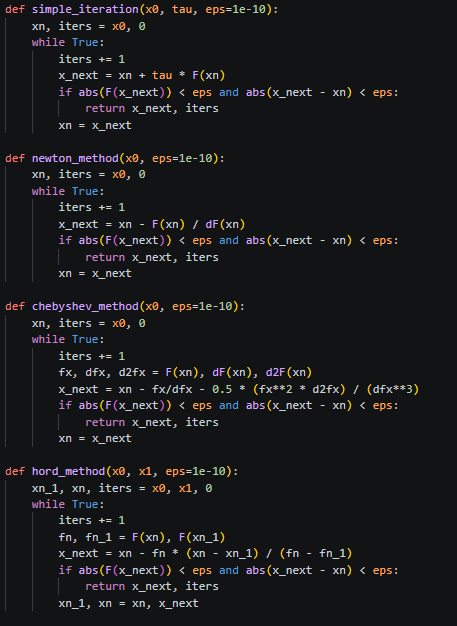 def simple_iteration(x0, tau, eps=1e-10):
    xn, iters = x0, 0
    while True:
        iters += 1
        x_next = xn + tau * F(xn)
        if abs(F(x_next)) < eps and abs(x_next - xn) < eps:
            return x_next, iters
        xn = x_next

def newton_method(x0, eps=1e-10):
    xn, iters = x0, 0
    while True:
        iters += 1
        x_next = xn - F(xn) / dF(xn)
        if abs(F(x_next)) < eps and abs(x_next - xn) < eps:
            return x_next, iters
        xn = x_next

def chebyshev_method(x0, eps=1e-10):
    xn, iters = x0, 0
    while True:
        iters += 1
        fx, dfx, d2fx = F(xn), dF(xn), d2F(xn)
        x_next = xn - fx/dfx - 0.5 * (fx**2 * d2fx) / (dfx**3)
        if abs(F(x_next)) < eps and abs(x_next - xn) < eps:
            return x_next, iters
        xn = x_next

def hord_method(x0, x1, eps=1e-10):
    xn_1, xn, iters = x0, x1, 0
    while True:
        iters += 1
        fn, fn_1 = F(xn), F(xn_1)
        x_next = xn - fn * (xn - xn_1) / (fn - fn_1)
        if abs(F(x_next)) < eps and abs(x_next - xn) < eps:
            return x_next, iters
        xn_1, xn = xn, x_next